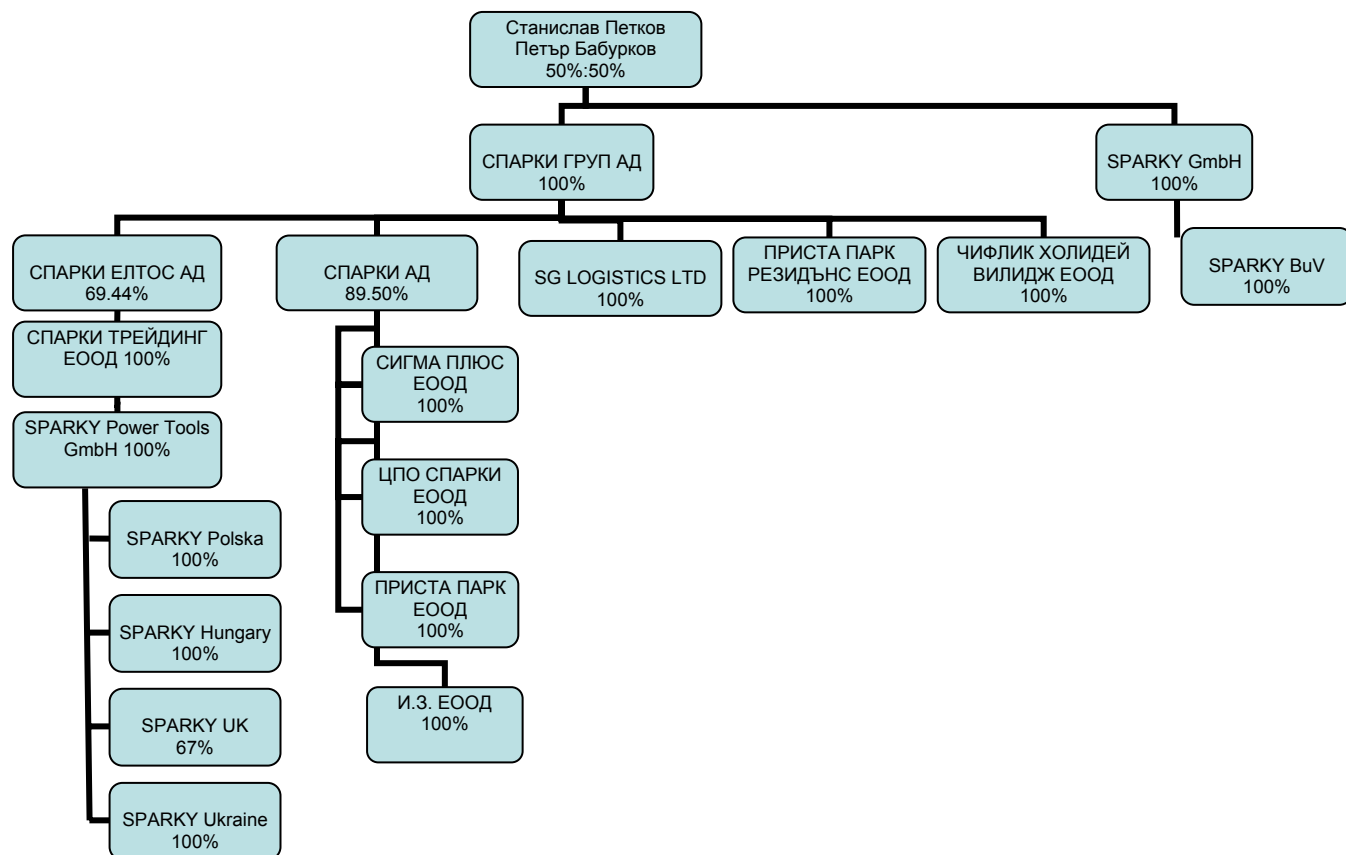 Станислав Петков
Петър Бабурков
50%:50%
СПАРКИ ГРУП АД
100%
SPARKY GmbH
100%
СПАРКИ ЕЛТОС АД
69.44%
СПАРКИ АД
89.50%
SG LOGISTICS LTD
100%
ПРИСТА ПАРК
РЕЗИДЪНС ЕООД
100%
ЧИФЛИК ХОЛИДЕЙ
ВИЛИДЖ ЕООД
100%
SPARKY BuV
100%
СПАРКИ ТРЕЙДИНГ
ЕООД 100%
SPARKY Power Tools
GmbH 100%
SPARKY Polska
100%
SPARKY Hungary
100%
SPARKY UK
67%
SPARKY Ukraine
100%
СИГМА ПЛЮС
ЕООД
100%
ЦПО СПАРКИ
ЕООД
100%
ПРИСТА ПАРК
ЕООД
100%
И.З. ЕООД
100%